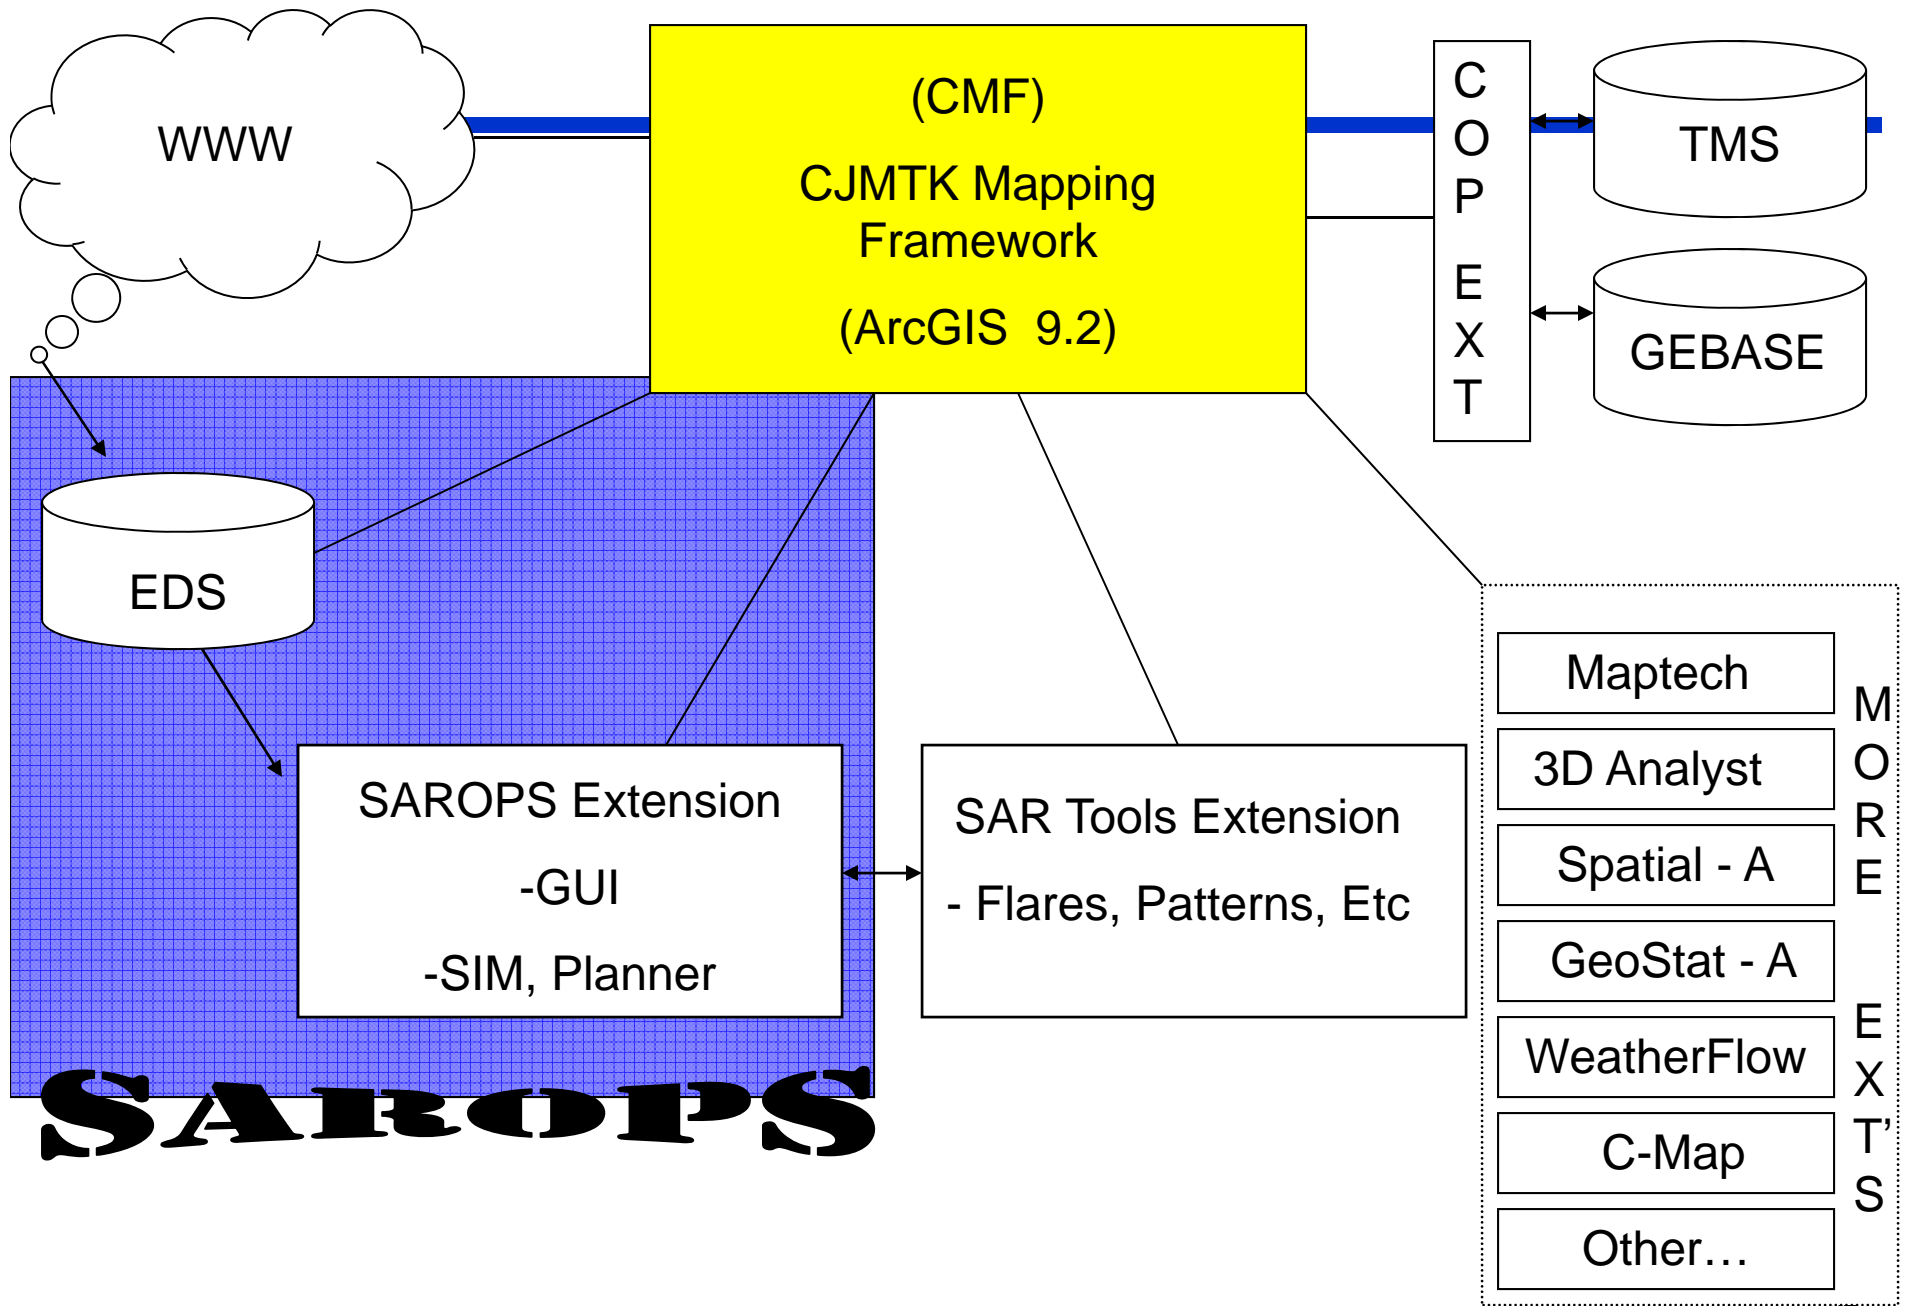 WWW
(CMF)
CJMTK Mapping
Framework
(ArcGIS 9.2)
C
O
P
E
X
T
TMS
GEBASE
EDS
SAROPS Extension
-GUI
-SIM, Planner
SAR Tools Extension
- Flares, Patterns, Etc
Maptech
3D Analyst
Spatial - A
GeoStat - A
WeatherFlow
C-Map
Other…
M
O
R
E
E
X
T’
S
SAROPS